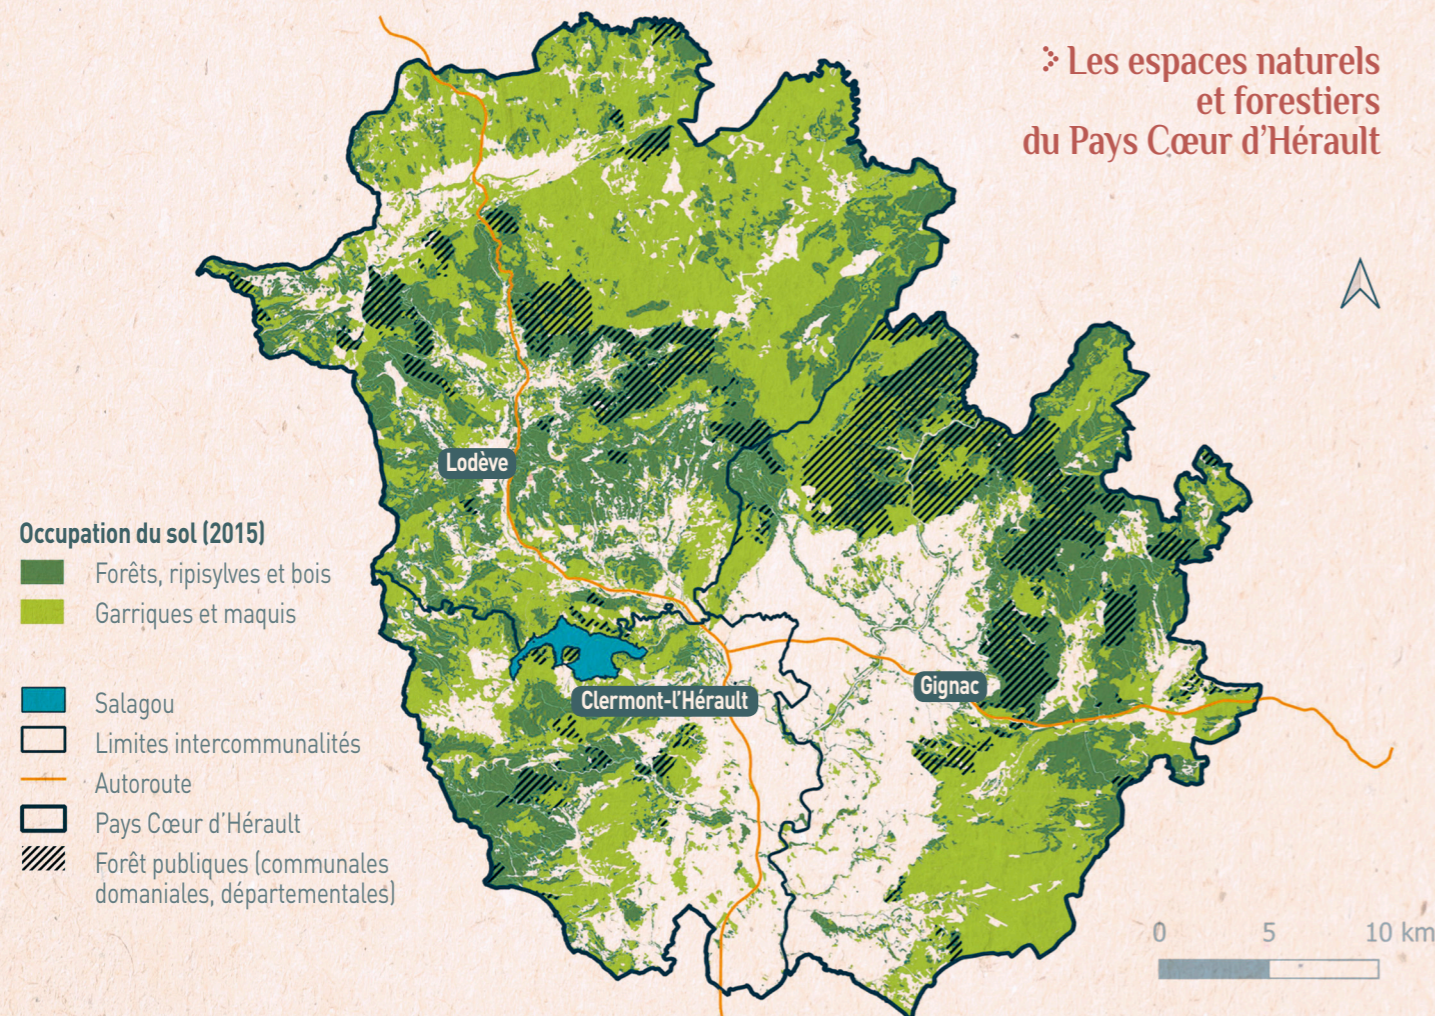 Les espaces naturels
et forestiers
du Pays Cœur d'Hérault
Lodève
Clermont-l'Hérault
Gignac
Occupation du sol (2015)
Forêts, ripisylves et bois
Garriques et maquis
Salagou
Limites intercommunalités
Autoroute
Pays Cœur d'Hérault
Forêt publiques (communales
domaniales, départementales)
0 5 10 km